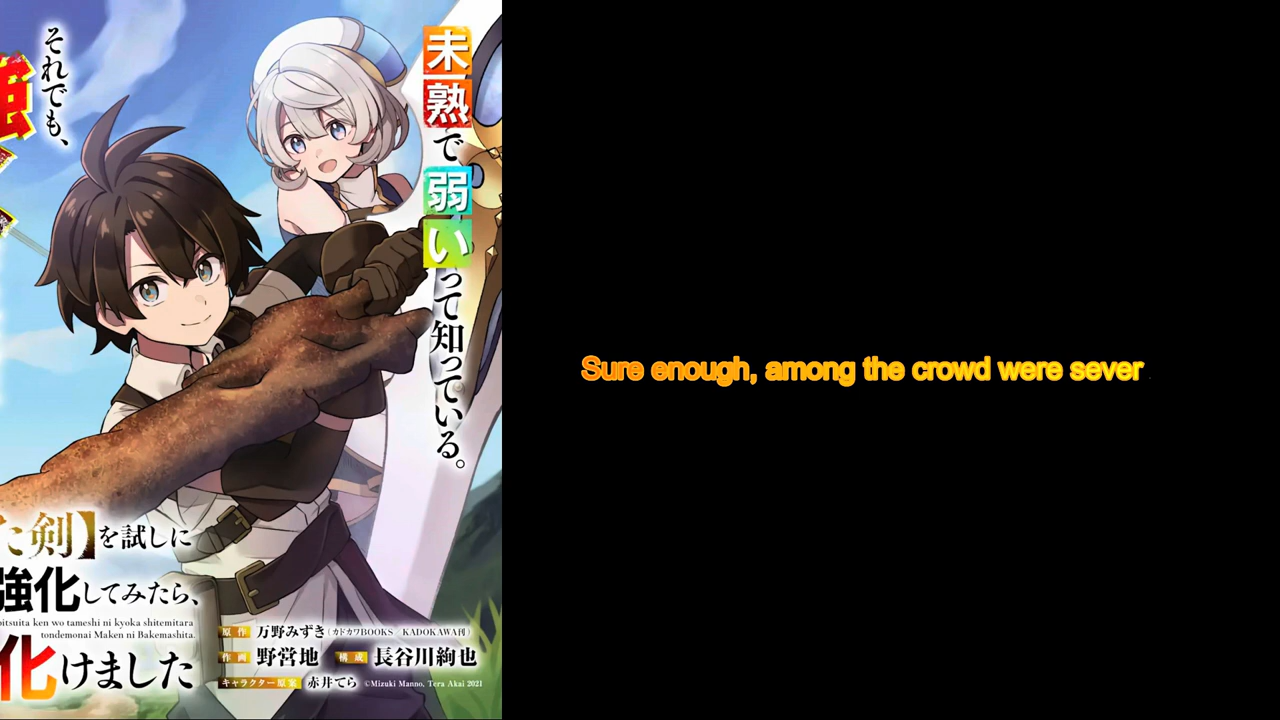 未熟で弱いって知っている。
それでも、
強
た剣】を試しに
強化してみたら、
bitsuita ken wo tameshi ni kyoka shitemitara
tondemonai Maken ni Bakemashita.
化けました
原作 万野みずき(カドカワBOOKS／KADOKAWA刊)
作画 野営地 構成 長谷川絢也
キャラクター原案 赤井てら ©Mizuki Manno, Tera Akai 2021
Sure enough, among the crowd were sever